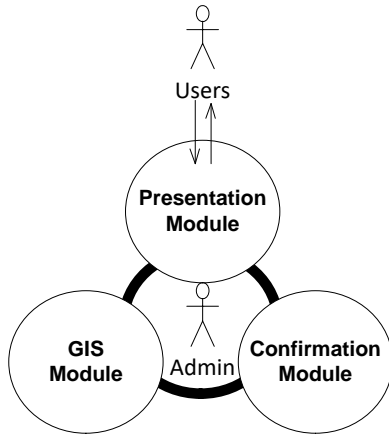 Users
Presentation
Module
GIS
Module
Admin
Confirmation
Module